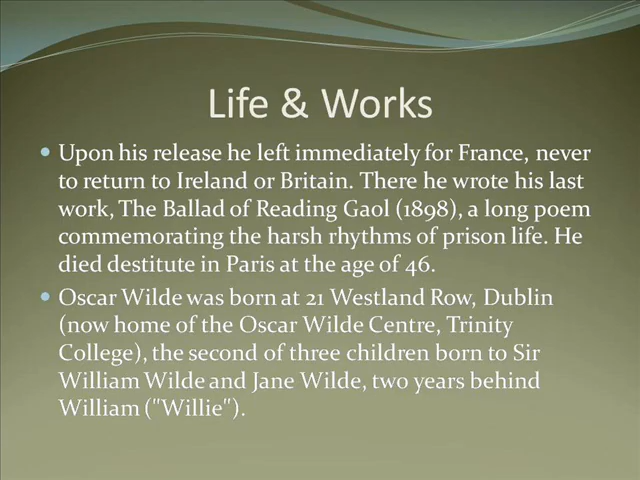 Life & Works
Upon his release he left immediately for France, never
to return to Ireland or Britain. There he wrote his last
work, The Ballad of Reading Gaol (1898), a long poem
commemorating the harsh rhythms of prison life. He
died destitute in Paris at the age of 46.
Oscar Wilde was born at 21 Westland Row, Dublin
(now home of the Oscar Wilde Centre, Trinity
College), the second of three children born to Sir
William Wilde and Jane Wilde, two years behind
William ("Willie").